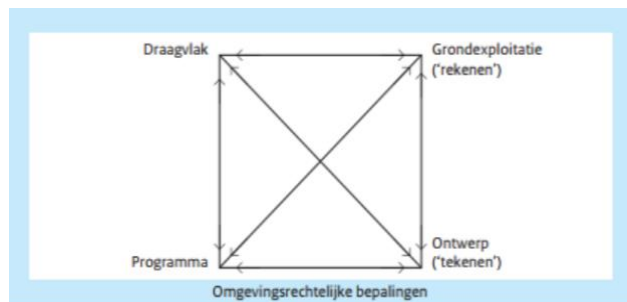 Draagvlak
Grondexploitatie
('rekenen')
Programma
Ontwerp
('tekenen')
Omgevingsrechtelijke bepalingen